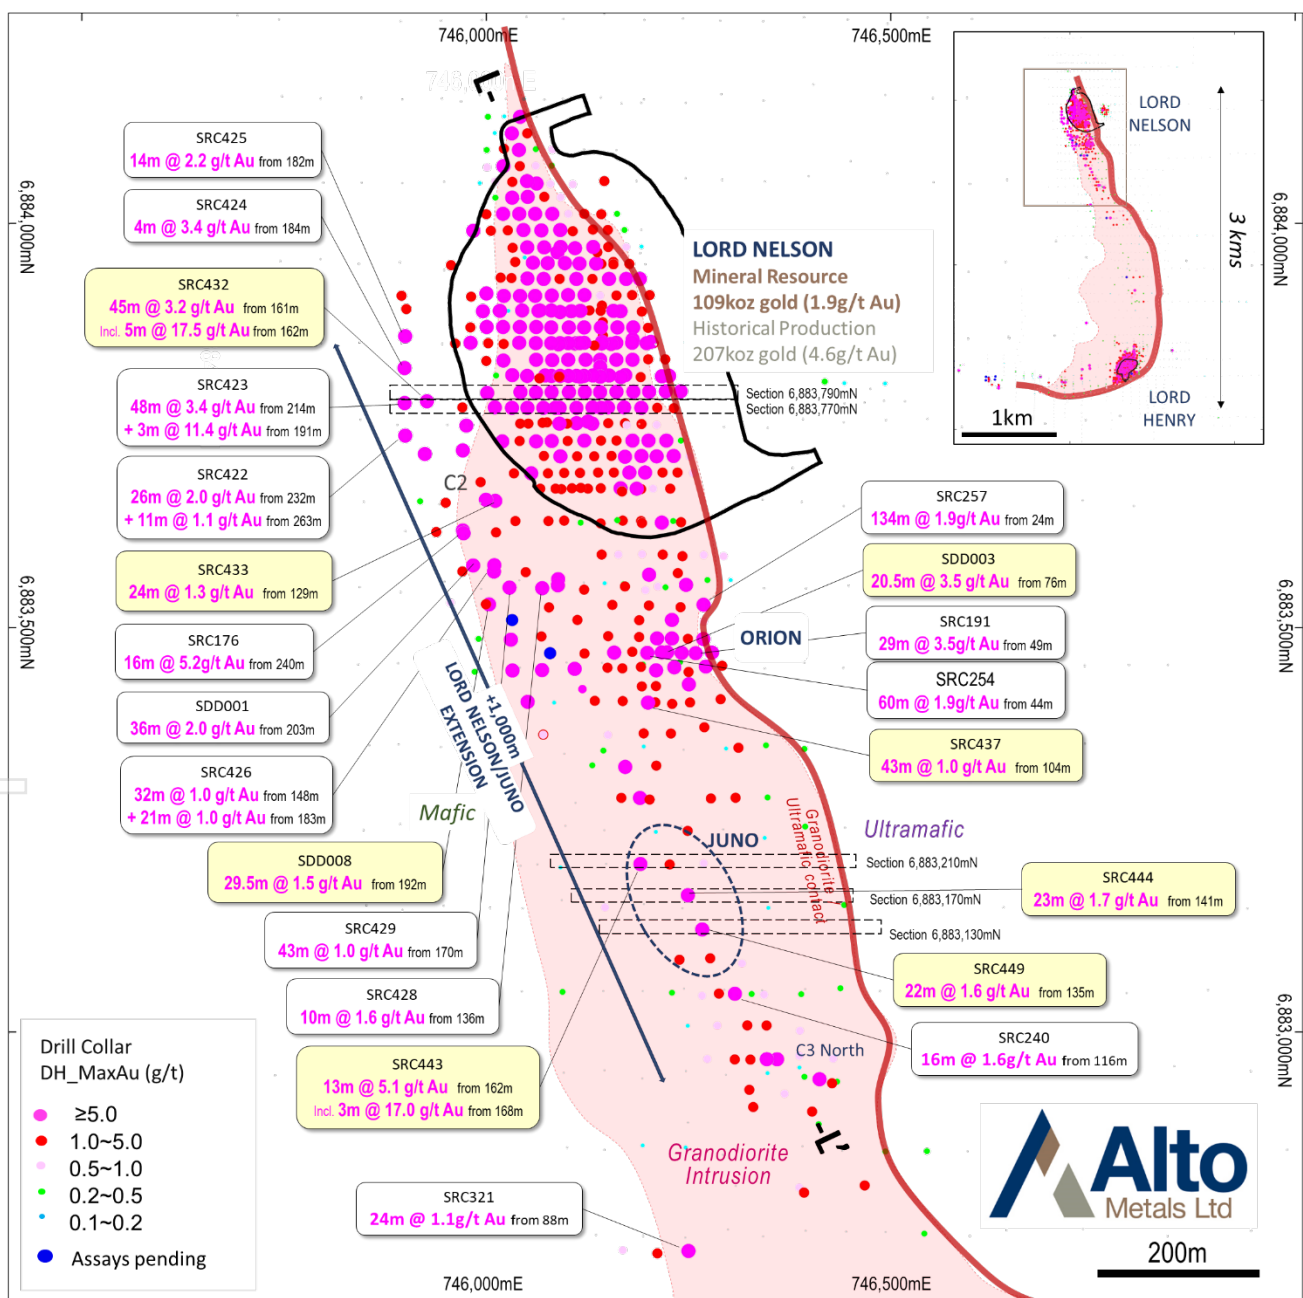 746,000mE
746,500mE
6,884,000mN
6,884,000mN
L-
SRC425
14m @ 2.2 g/t Au from 182m
SRC424
4m @ 3.4 g/t Au from 184m
SRC432
45m @ 3.2 g/t Au from 161m
Incl. 5m @ 17.5 g/t Au from 162m
SRC423
48m @ 3.4 g/t Au from 214m
+ 3m @ 11.4 g/t Au from 191m
SRC422
26m @ 2.0 g/t Au from 232m
+ 11m @ 1.1 g/t Au from 263m
SRC433
24m @ 1.3 g/t Au from 129m
SRC176
16m @ 5.2g/t Au from 240m
SDD001
36m @ 2.0 g/t Au from 203m
SRC426
32m @ 1.0 g/t Au from 148m
+ 21m @ 1.0 g/t Au from 183m
SDD008
29.5m @ 1.5 g/t Au from 192m
SRC429
43m @ 1.0 g/t Au from 170m
SRC428
10m @ 1.6 g/t Au from 136m
SRC443
13m @ 5.1 g/t Au from 162m
Incl. 3m @ 17.0 g/t Au from 168m
SRC321
24m @ 1.1g/t Au from 88m
LORD NELSON
Mineral Resource
109koz gold (1.9g/t Au)
Historical Production
207koz gold (4.6g/t Au)
Section 6,883,790mN
Section 6,883,770mN
C2
LORD
NELSON
3 kms
LORD
HENRY
1km
SRC257
134m @ 1.9g/t Au from 24m
SDD003
20.5m @ 3.5 g/t Au from 76m
SRC191
29m @ 3.5g/t Au from 49m
SRC254
60m @ 1.9g/t Au from 44m
SRC437
43m @ 1.0 g/t Au from 104m
ORION
6,883,500mN
6,883,500mN
+1,000m
LORD NELSON/JUNO
EXTENSION
Mafic
Ultramafic
Granodiorite /
Ultramafic contact
JUNO
Section 6,883,210mN
Section 6,883,170mN
Section 6,883,130mN
SRC444
23m @ 1.7 g/t Au from 141m
SRC449
22m @ 1.6 g/t Au from 135m
SRC240
16m @ 1.6g/t Au from 116m
C3 North
6,883,000mN
-L'
Granodiorite
Intrusion
Drill Collar
DH_MaxAu (g/t)
≥5.0
1.0~5.0
0.5~1.0
0.2~0.5
0.1~0.2
Assays pending
Alto
Metals Ltd
200m
746,000mE
746,500mE